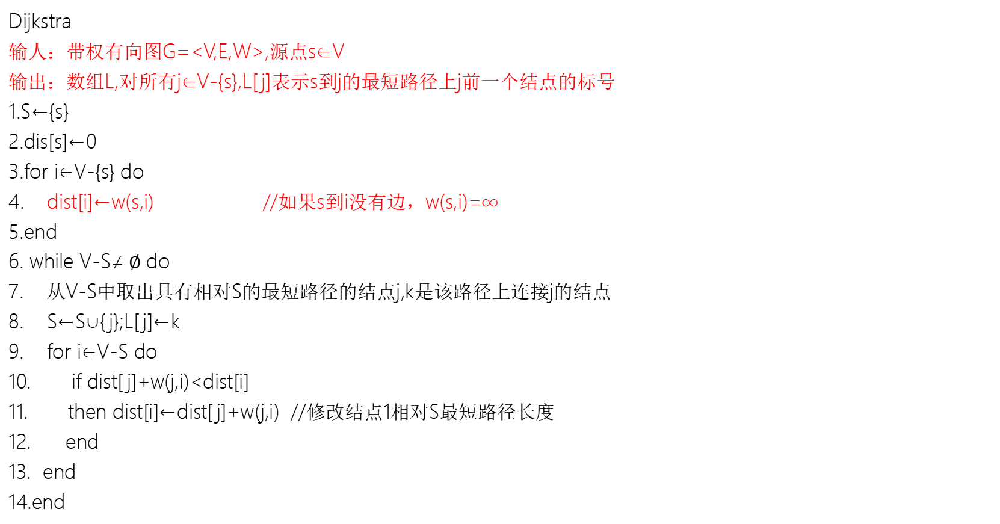 Dijkstra
输人：带权有向图G=<V,E,W>,源点s∈V
输出：数组L,对所有j∈V-{s},L[j]表示s到j的最短路径上j前一个结点的标号
1.S←{s}
2.dis[s]←0
3.for i∈V-{s} do
4. dist[i]←w(s,i) //如果s到i没有边，w(s,i)=∞
5.end
6. while V-S≠ ∅ do
7. 从V-S中取出具有相对S的最短路径的结点j,k是该路径上连接j的结点
8. S←S∪{j};L[j]←k
9. for i∈V-S do
10. if dist[j]+w(j,i)<dist[i]
11. then dist[i]←dist[j]+w(j,i) //修改结点1相对S最短路径长度
12. end
13. end
14.end